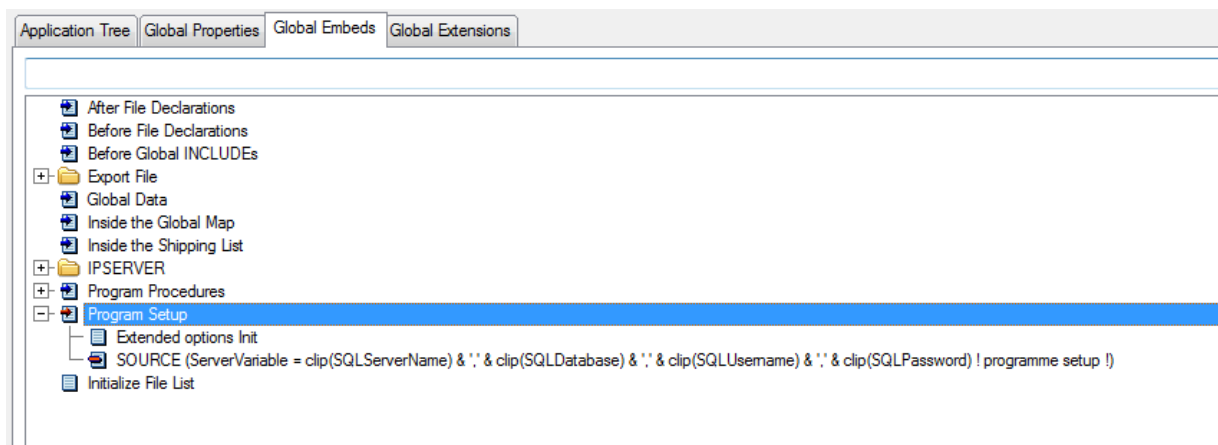 Application Tree Global Properties Global Embeds Global Extensions
After File Declarations
Before File Declarations
Before Global INCLUDEs
Export File
Global Data
Inside the Global Map
Inside the Shipping List
IPSERVER
Program Procedures
Program Setup
Extended options Init
SOURCE (ServerVariable = clip(SQLServerName) & ',' & clip(SQLDatabase) & ',' & clip(SQLUsername) & ',' & clip(SQLPassword) ! programme setup !)
Initialize File List